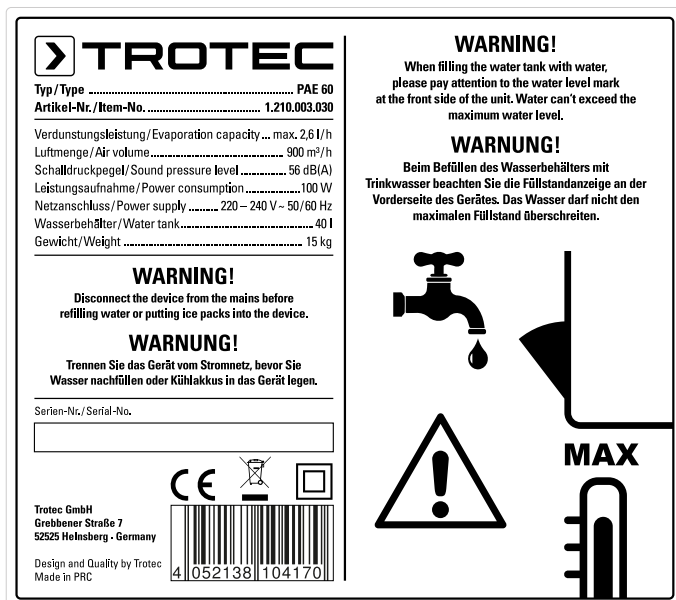 TROTEC
Typ/Type ........ PAE 60
Artikel-Nr./Item-No. ........ 1.210.003.030
Verdunstungsleistung/Evaporation capacity ... max. 2,6 l/h
Luftmenge/Air volume ........ 900 m³/h
Schalldruckpegel/Sound pressure level ........ 56 dB(A)
Leistungsaufnahme/Power consumption ........ 100 W
Netzanschluss/Power supply ........ 220 – 240 V ~ 50/60 Hz
Wasserbehälter/Water tank ........ 40 l
Gewicht/Weight ........ 15 kg
WARNING!
Disconnect the device from the mains before
refilling water or putting ice packs into the device.
WARNUNG!
Trennen Sie das Gerät vom Stromnetz, bevor Sie
Wasser nachfüllen oder Kühlakkus in das Gerät legen.
Serien-Nr./Serial-No.
CE
Trotec GmbH
Grebbener Straße 7
52525 Heinsberg · Germany
Design and Quality by Trotec
Made in PRC
4 052138 104170
WARNING!
When filling the water tank with water,
please pay attention to the water level mark
at the front side of the unit. Water can't exceed the
maximum water level.
WARNUNG!
Beim Befüllen des Wasserbehälters mit
Trinkwasser beachten Sie die Füllstandanzeige an der
Vorderseite des Gerätes. Das Wasser darf nicht den
maximalen Füllstand überschreiten.
MAX